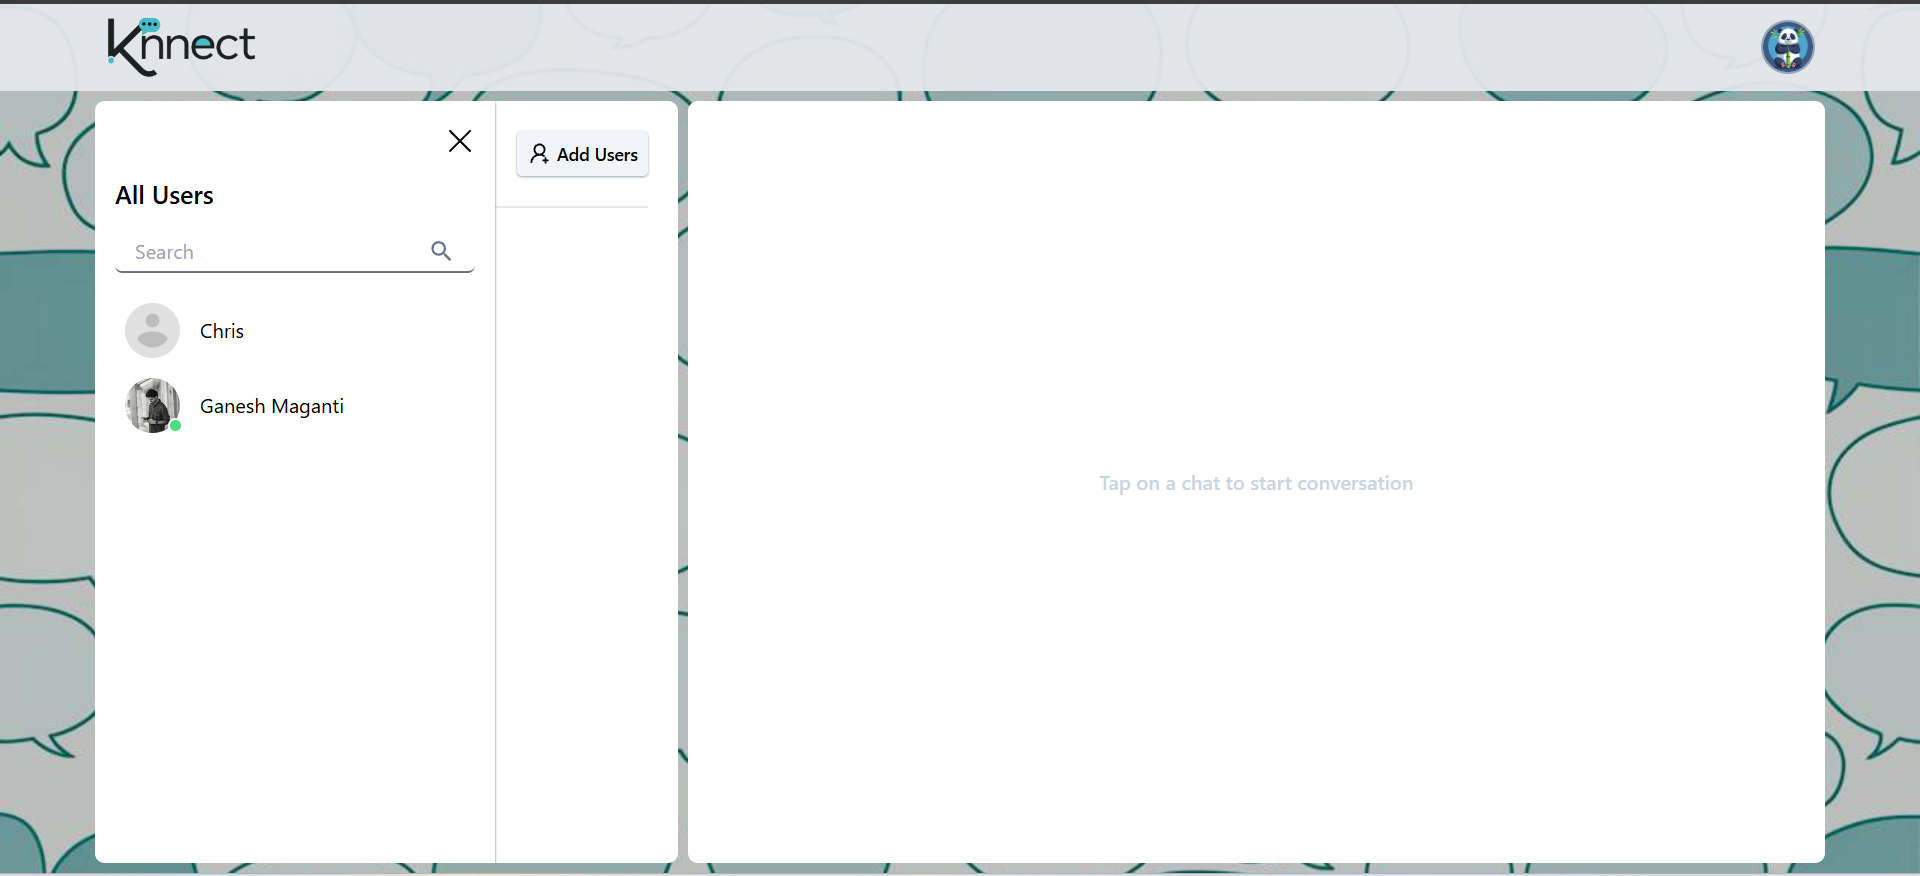 Knnect
Add Users
All Users
Search
Chris
Ganesh Maganti
Tap on a chat to start conversation